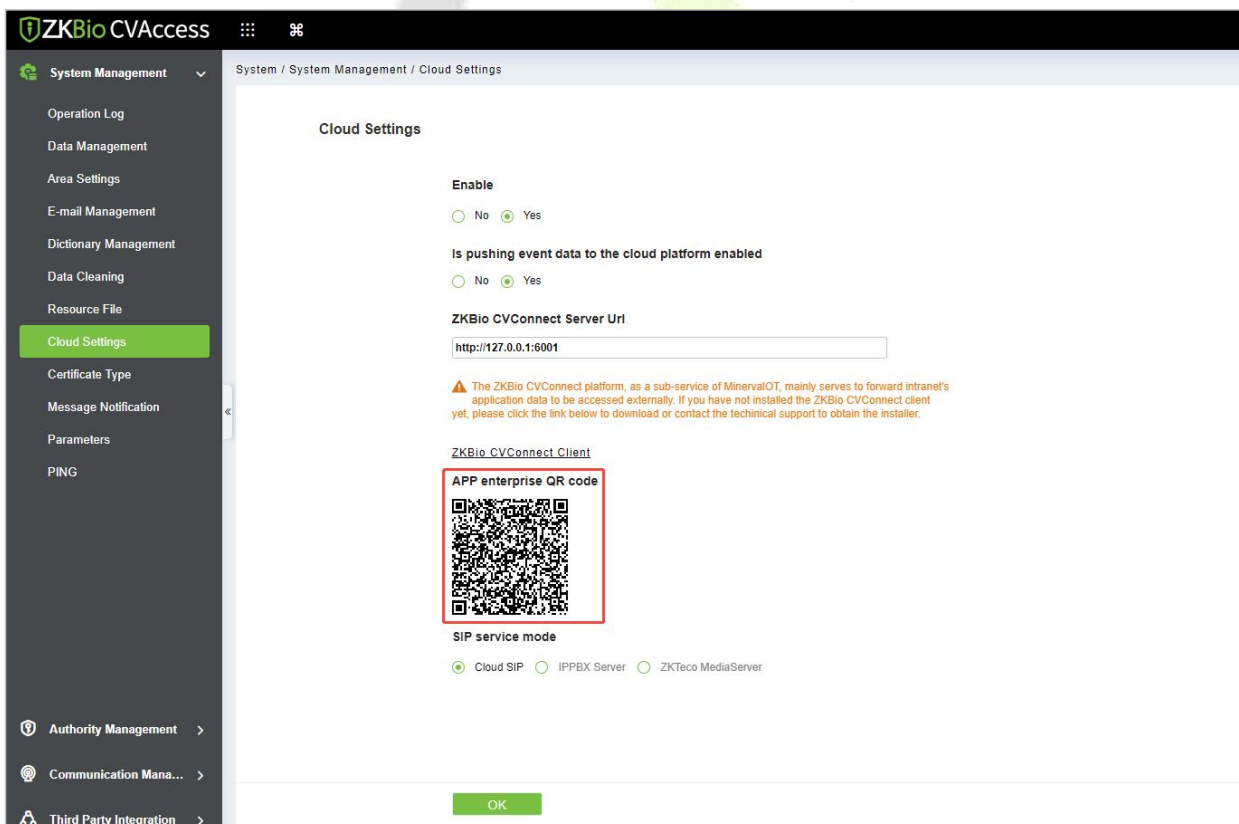 ZKBio CVAccess
System Management
Operation Log
Data Management
Area Settings
E-mail Management
Dictionary Management
Data Cleaning
Resource File
Cloud Settings
Certificate Type
Message Notification
Parameters
PING
Authority Management
Communication Mana...
Third Party Integration
System / System Management / Cloud Settings
Cloud Settings
Enable
No Yes
Is pushing event data to the cloud platform enabled
No Yes
ZKBio CVConnect Server Url
http://127.0.0.1:6001
The ZKBio CVConnect platform, as a sub-service of MinervaIOT, mainly serves to forward intranet's
application data to be accessed externally. If you have not installed the ZKBio CVConnect client
yet, please click the link below to download or contact the techinical support to obtain the installer.
ZKBio CVConnect Client
APP enterprise QR code
SIP service mode
Cloud SIP IPPBX Server ZKTeco MediaServer
OK